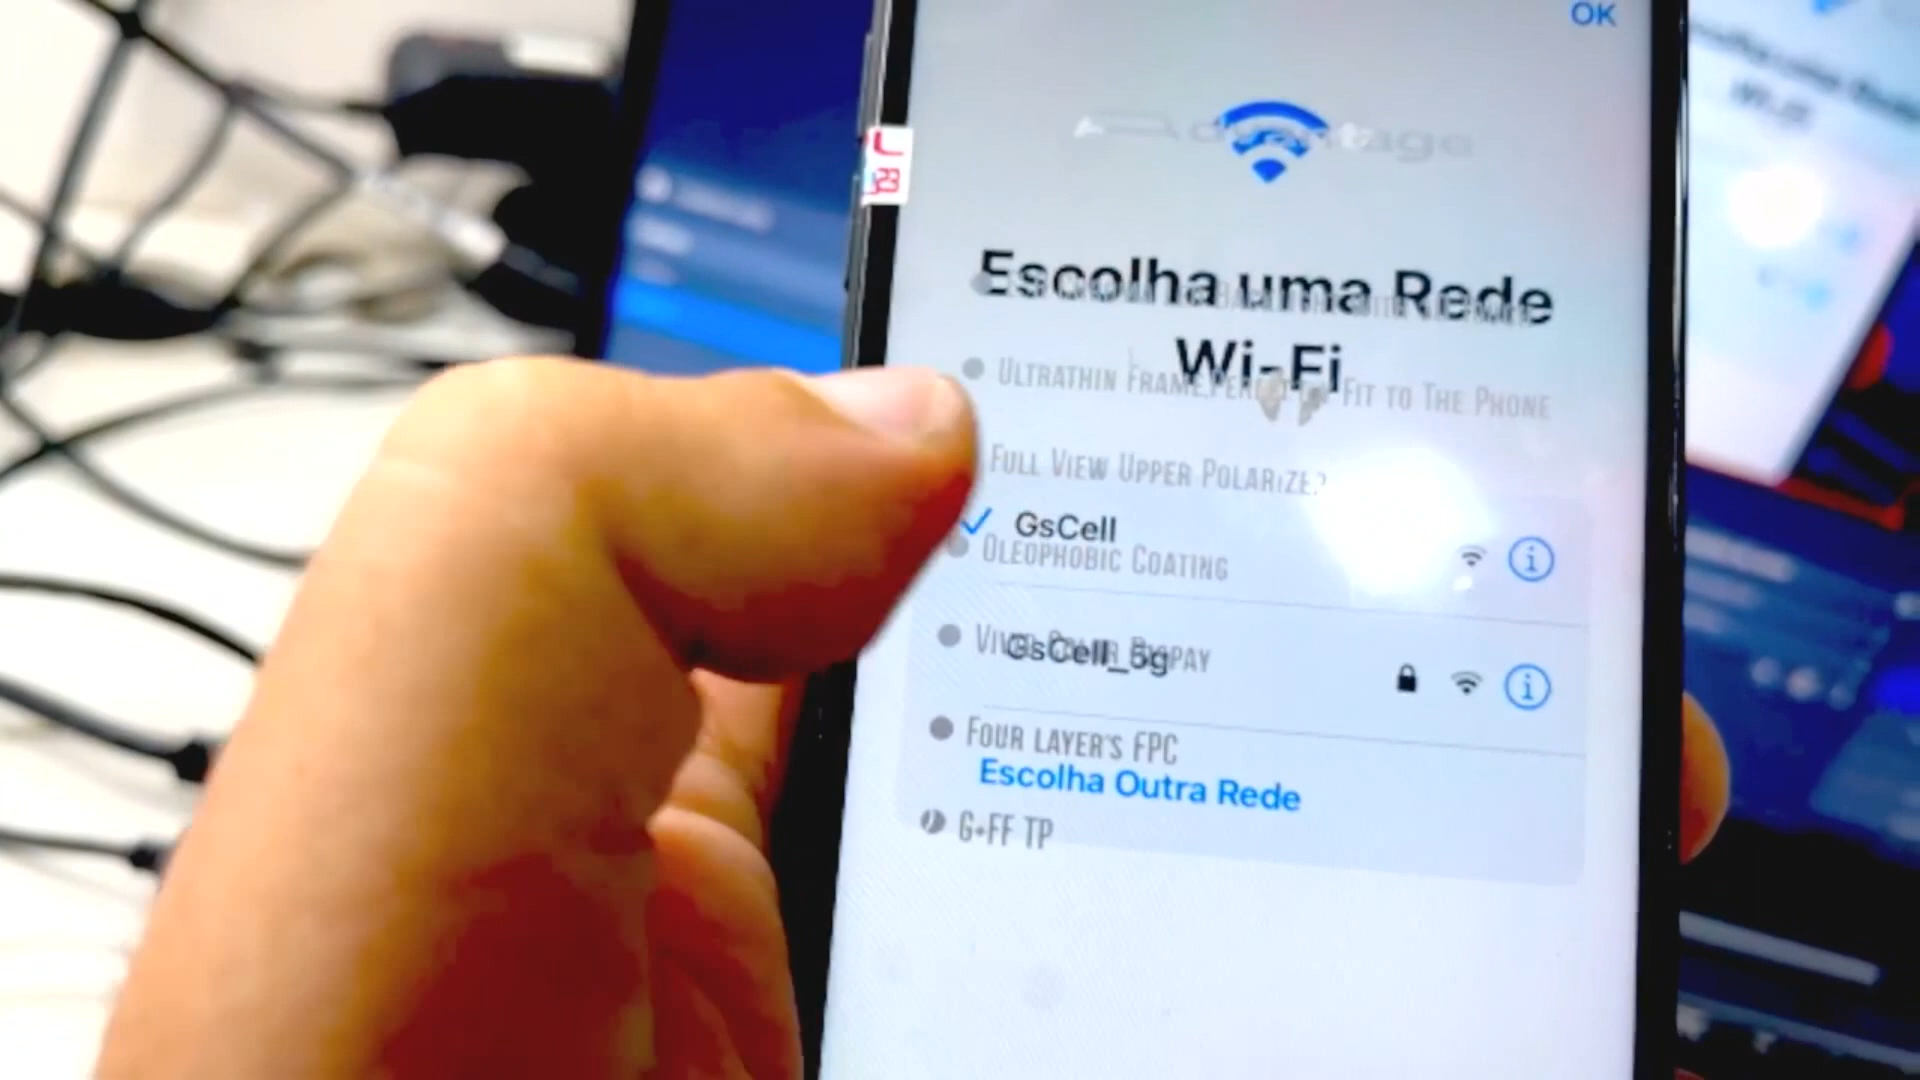 OK
Advantage
Escolha uma Rede
Wi-Fi
ULTRATHIN FRAME, FIT TO THE PHONE
FULL VIEW UPPER
GsCell
OLEOPHOBIC COATING
GsCell_5g
FOUR LAYER'S FPC
Escolha Outra Rede
G+FF TP